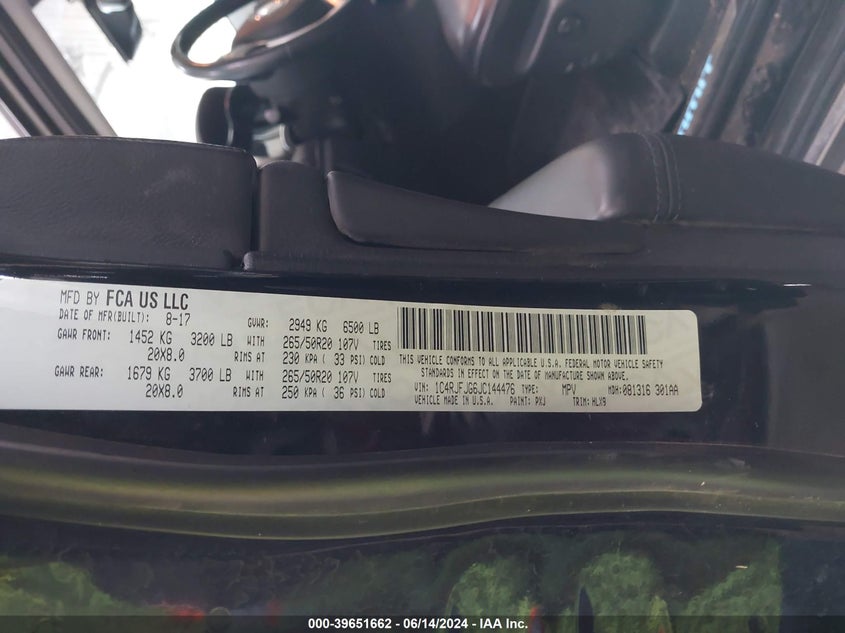 MFD BY FCA US LLC
DATE OF MFR(BUILT): 8-17 GVWR: 2949 KG 6500 LB
GAWR FRONT: 1452 KG 3200 LB WITH 265/50R20 107V TIRES
20X8.0 RIMS AT 230 KPA ( 33 PSI) COLD
GAWR REAR: 1679 KG 3700 LB WITH 265/50R20 107V TIRES
20X8.0 RIMS AT 250 KPA ( 36 PSI) COLD
THIS VEHICLE CONFORMS TO ALL APPLICABLE U.S.A. FEDERAL MOTOR VEHICLE SAFETY
STANDARDS IN EFFECT ON THE DATE OF MANUFACTURE SHOWN ABOVE.
VIN: 1C4RJFJG6JC144476 TYPE: MPV MDH: 081316 301AA
VEHICLE MADE IN U.S.A. PAINT: PXJ TRIM: HLX9
000-39651662 - 06/14/2024 - IAA Inc.